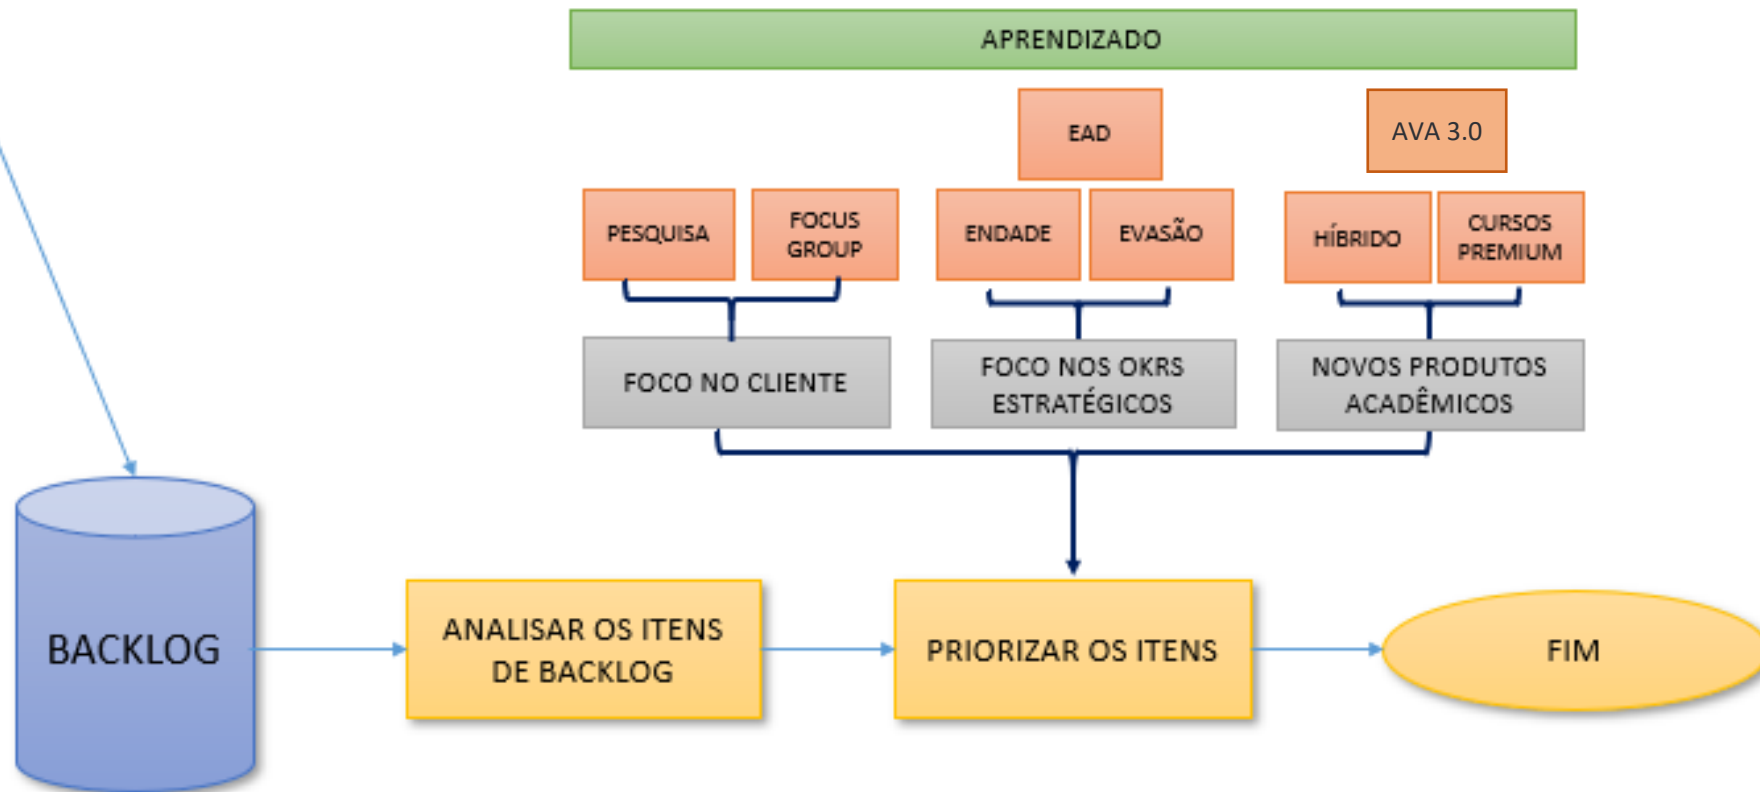 APRENDIZADO
EAD
AVA 3.0
PESQUISA
FOCUS
GROUP
ENDADE
EVASÃO
HÍBRIDO
CURSOS
PREMIUM
FOCO NO CLIENTE
FOCO NOS OKRS
ESTRATÉGICOS
NOVOS PRODUTOS
ACADÊMICOS
BACKLOG
ANALISAR OS ITENS
DE BACKLOG
PRIORIZAR OS ITENS
FIM